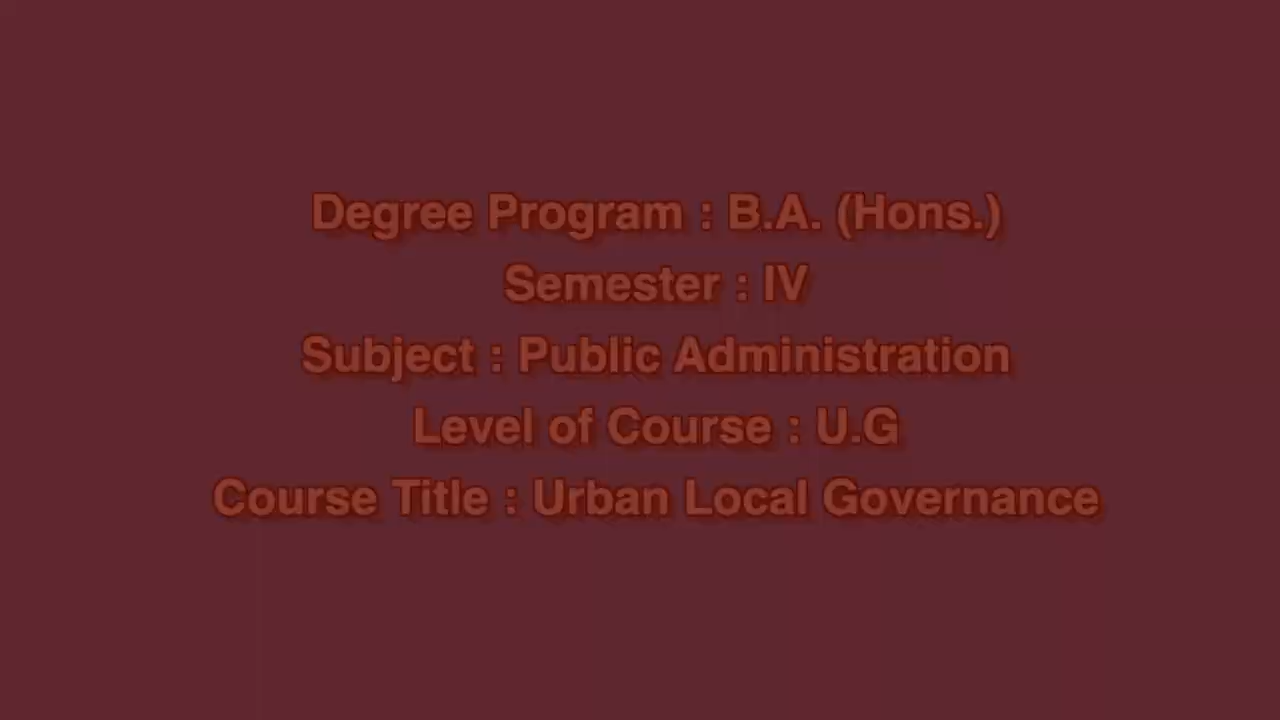 Degree Program : B.A. (Hons.)
Semester : IV
Subject : Public Administration
Level of Course : U.G
Course Title : Urban Local Governance